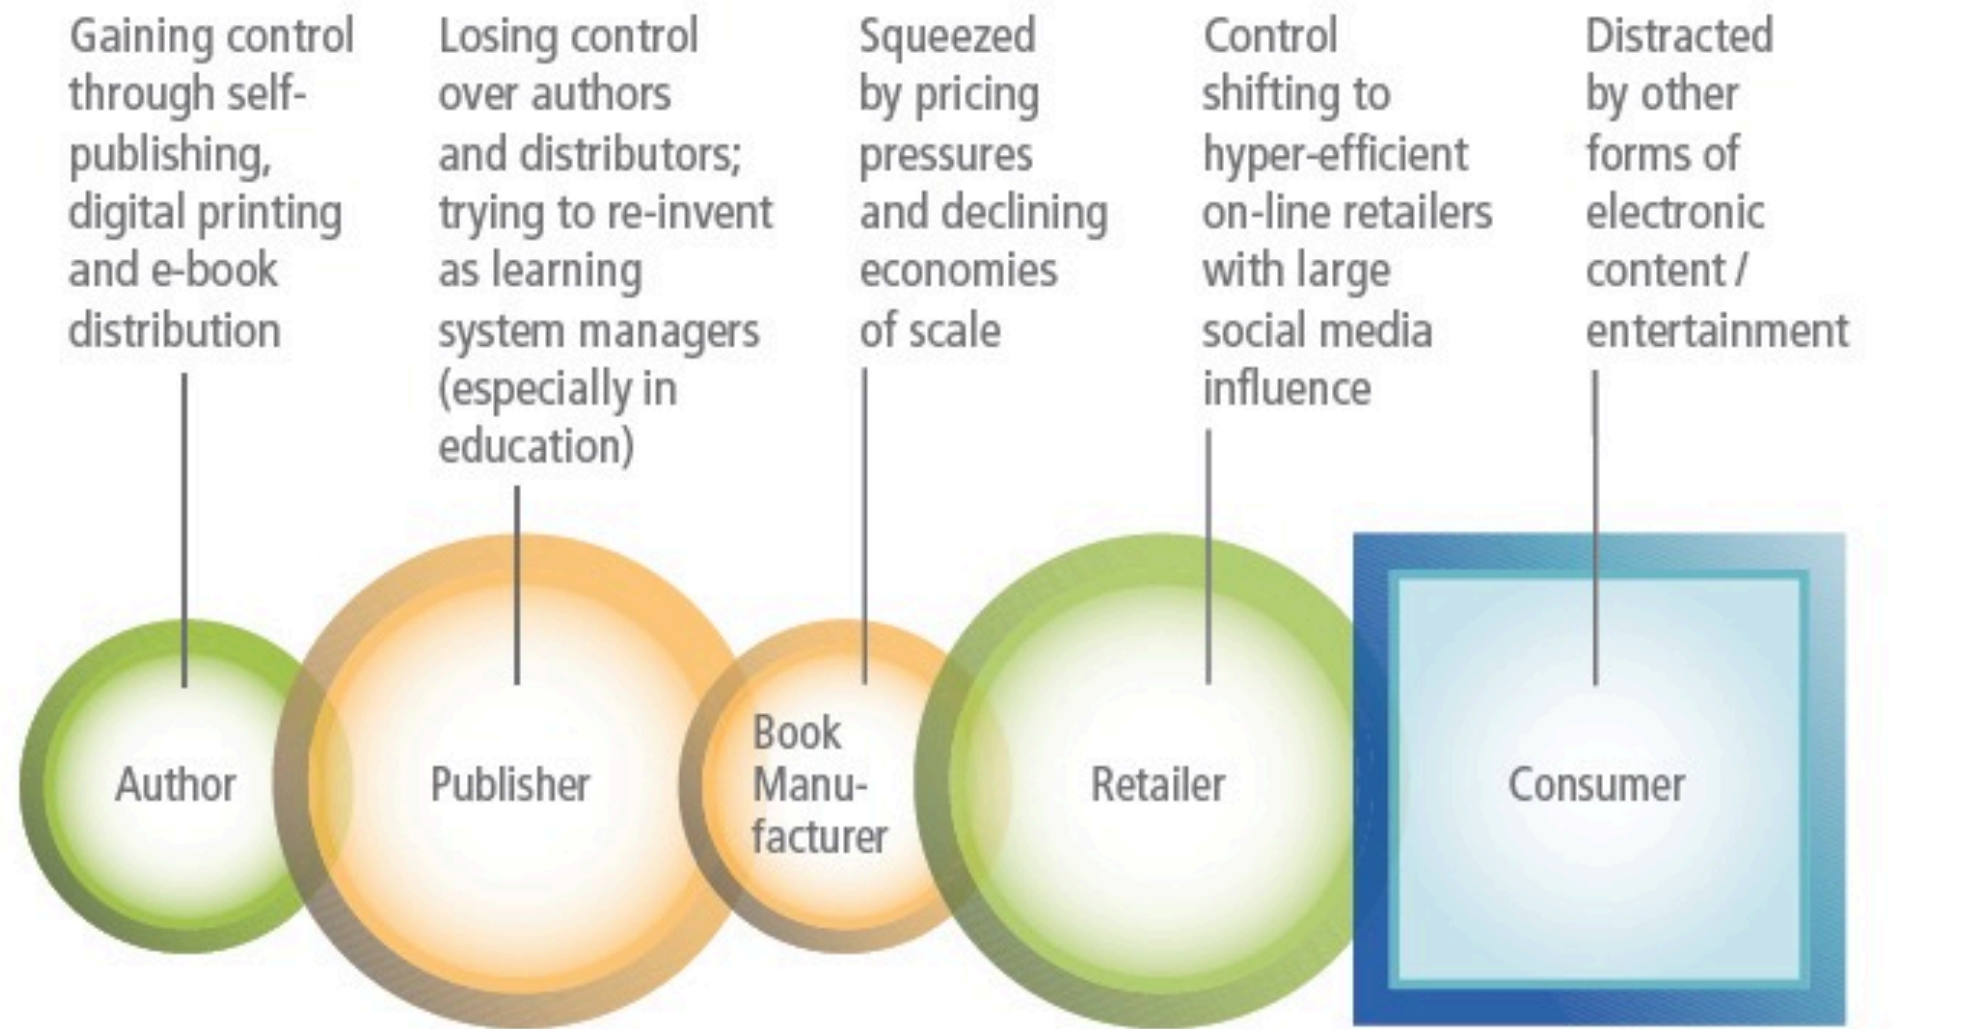 Gaining control
through self-
publishing,
digital printing
and e-book
distribution
Losing control
over authors
and distributors;
trying to re-invent
as learning
system managers
(especially in
education)
Squeezed
by pricing
pressures
and declining
economies
of scale
Control
shifting to
hyper-efficient
on-line retailers
with large
social media
influence
Distracted
by other
forms of
electronic
content /
entertainment
Author
Publisher
Book
Manu-
facturer
Retailer
Consumer